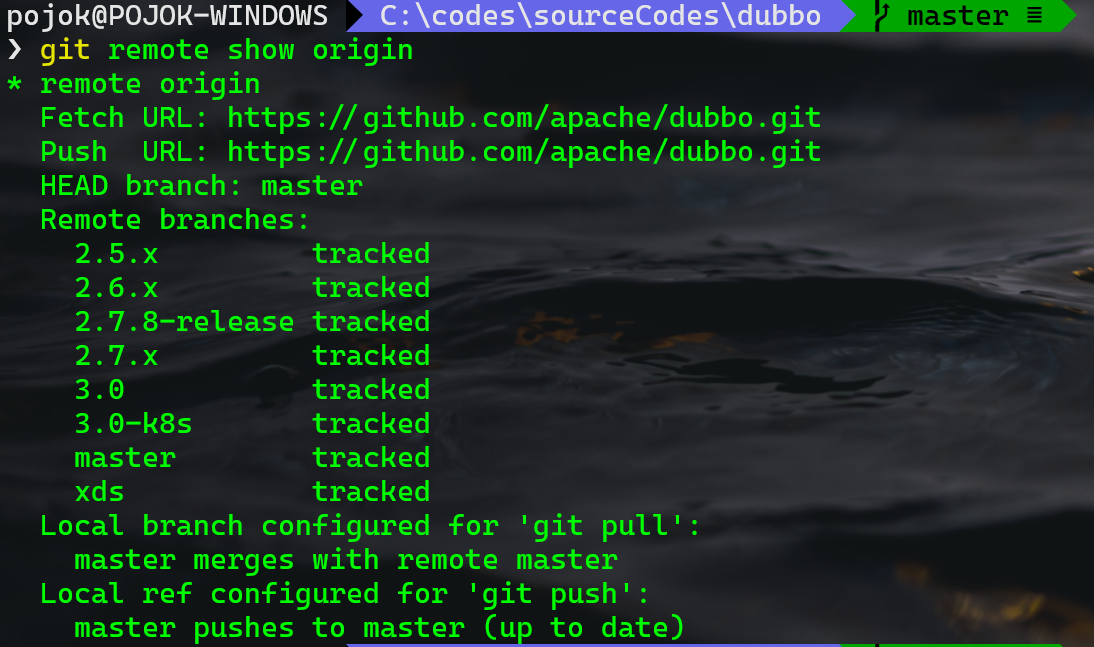 pojok@POJOK-WINDOWS C:\codes\sourceCodes\dubbo master ≡
❯ git remote show origin
* remote origin
  Fetch URL: https://github.com/apache/dubbo.git
  Push  URL: https://github.com/apache/dubbo.git
  HEAD branch: master
  Remote branches:
    2.5.x         tracked
    2.6.x         tracked
    2.7.8-release tracked
    2.7.x         tracked
    3.0           tracked
    3.0-k8s       tracked
    master        tracked
    xds           tracked
  Local branch configured for 'git pull':
    master merges with remote master
  Local ref configured for 'git push':
    master pushes to master (up to date)